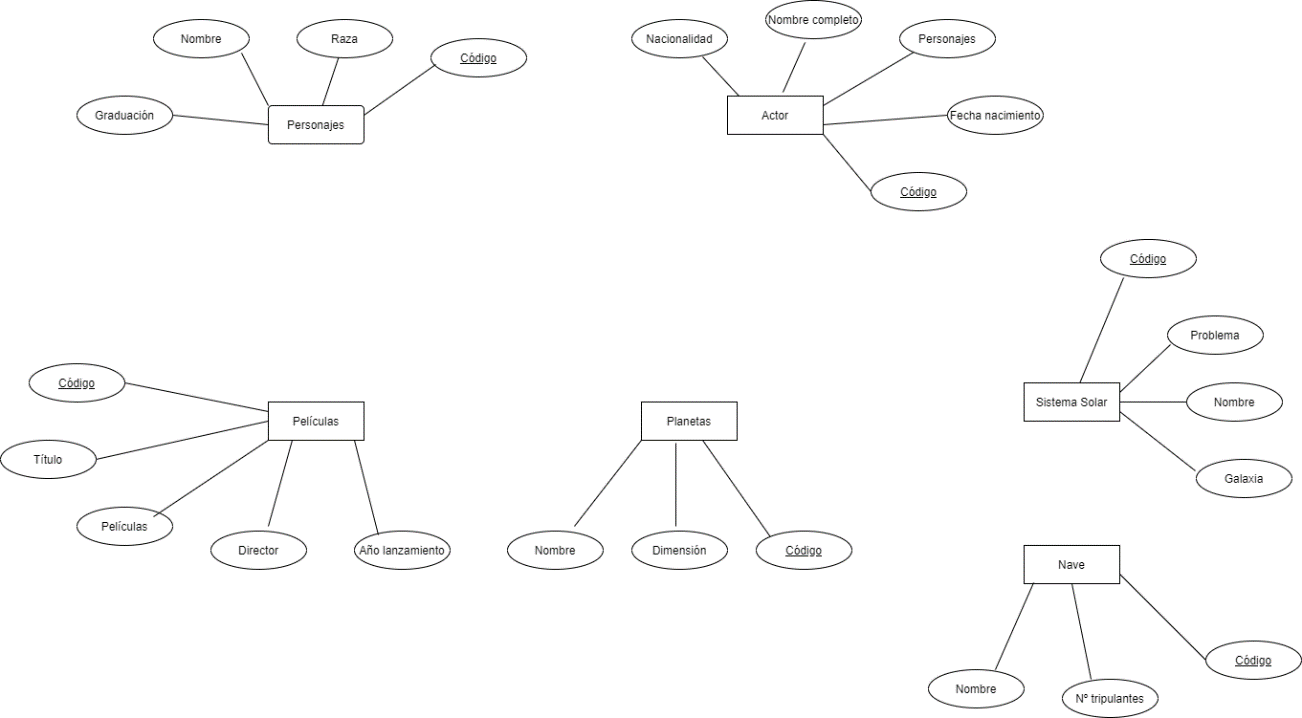 Nombre
Raza
Código
Graduación
Personajes
Nacionalidad
Nombre completo
Personajes
Actor
Fecha nacimiento
Código
Código
Problema
Sistema Solar
Nombre
Galaxia
Código
Películas
Título
Películas
Director
Año lanzamiento
Planetas
Nombre
Dimensión
Código
Nave
Nombre
Nº tripulantes
Código